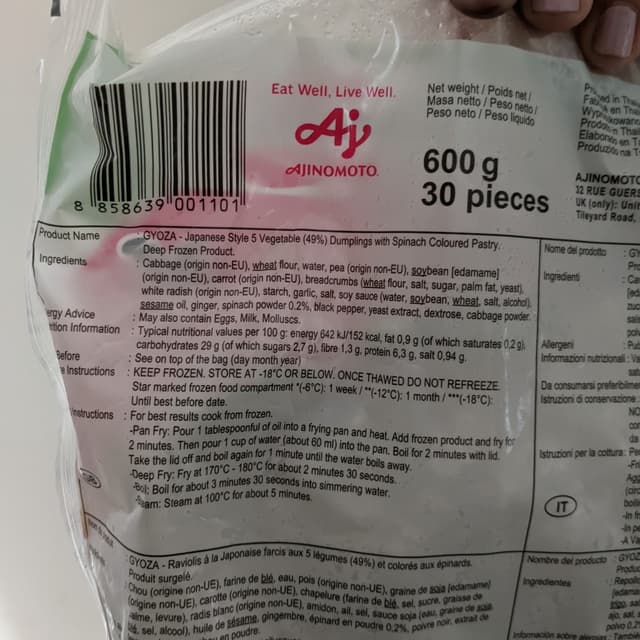 Eat Well, Live Well.
Aj
AJINOMOTO.
Net weight / Poids net /
Masa netto / Peso netto /
Peso neto / Peso líquido
600 g
30 pieces
8 858639 001101
AJINOMOTO
32 RUE GUERS
UK (only): Unit
Tileyard Road,
Product Name : GYOZA - Japanese Style 5 Vegetable (49%) Dumplings with Spinach Coloured Pastry.
Deep Frozen Product.
Ingredients : Cabbage (origin non-EU), wheat flour, water, pea (origin non-EU), soybean [edamame]
(origin non-EU), carrot (origin non-EU), breadcrumbs (wheat flour, salt, sugar, palm fat, yeast),
white radish (origin non-EU), starch, garlic, salt, soy sauce (water, soybean, wheat, salt, alcohol),
sesame oil, ginger, spinach powder 0.2%, black pepper, yeast extract, dextrose, cabbage powder.
Advice : May also contain Eggs, Milk, Molluscs.
Information : Typical nutritional values per 100 g: energy 642 kJ/152 kcal, fat 0,9 g (of which saturates 0,2 g),
carbohydrates 29 g (of which sugars 2,7 g), fibre 1,3 g, protein 6,3 g, salt 0,94 g.
Before : See on top of the bag (day month year)
Instructions : KEEP FROZEN. STORE AT -18°C OR BELOW. ONCE THAWED DO NOT REFREEZE.
Star marked frozen food compartment *(-6°C): 1 week / **(-12°C): 1 month / ***(-18°C):
Until best before date.
Instructions : For best results cook from frozen.
-Pan Fry: Pour 1 tablespoonful of oil into a frying pan and heat. Add frozen product and fry for
2 minutes. Then pour 1 cup of water (about 60 ml) into the pan. Boil for 2 minutes with lid.
Take the lid off and boil again for 1 minute until the water boils away.
-Deep Fry: Fry at 170°C - 180°C for about 2 minutes 30 seconds.
-Boil: Boil for about 3 minutes 30 seconds into simmering water.
Steam at 100°C for about 5 minutes.
GYOZA - Raviolis à la Japonaise farcis aux 5 légumes (49%) et colorés aux épinards.
Produit surgelé.
Chou (origine non-UE), farine de blé, eau, pois (origine non-UE), graine de soja [edamame]
(origine non-UE), carotte (origine non-UE), chapelure (farine de blé, sel, sucre, graisse de
palme, levure), radis blanc (origine non-UE), amidon, ail, sel, sauce soja (eau, graine de soja,
blé, sel, alcool), huile de sésame, gingembre, épinard en poudre 0,2%, poivre noir, extrait de
en poudre.
Nome del prodotto
Ingredienti
Allergeni
Informazioni nutrizionali
Da consumarsi preferibilmente
Istruzioni di conservazione
Istruzioni per la cottura
IT
Nombre del producto : GYOZA
Ingredientes
Información sobre